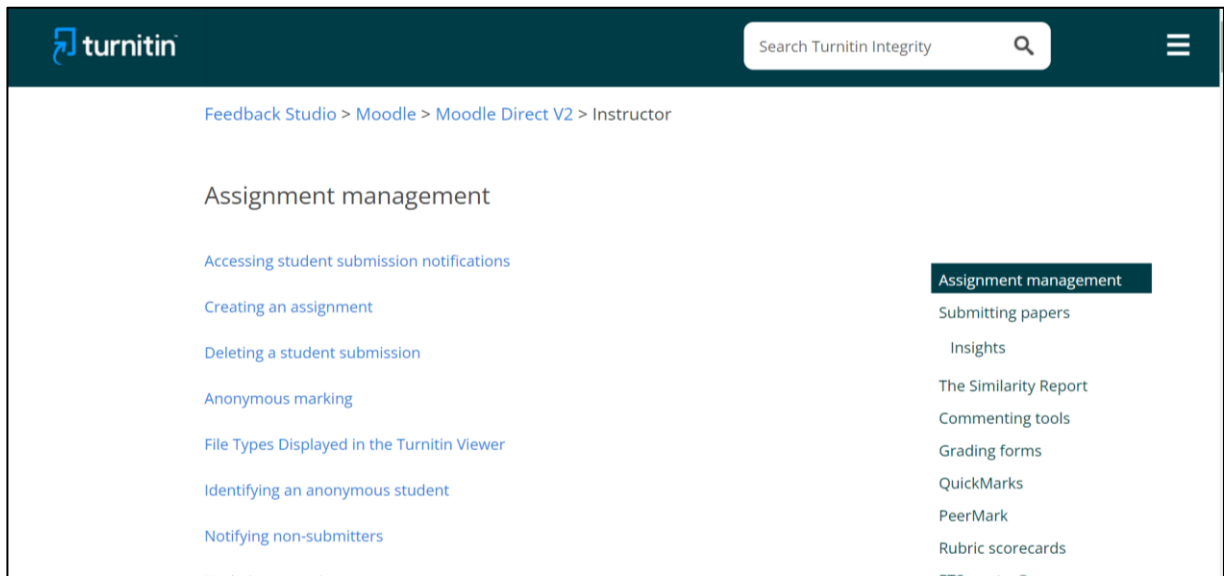 turnitin
Search Turnitin Integrity
Feedback Studio > Moodle > Moodle Direct V2 > Instructor
Assignment management
Accessing student submission notifications
Creating an assignment
Deleting a student submission
Anonymous marking
File Types Displayed in the Turnitin Viewer
Identifying an anonymous student
Notifying non-submitters
Assignment management
Submitting papers
Insights
The Similarity Report
Commenting tools
Grading forms
QuickMarks
PeerMark
Rubric scorecards